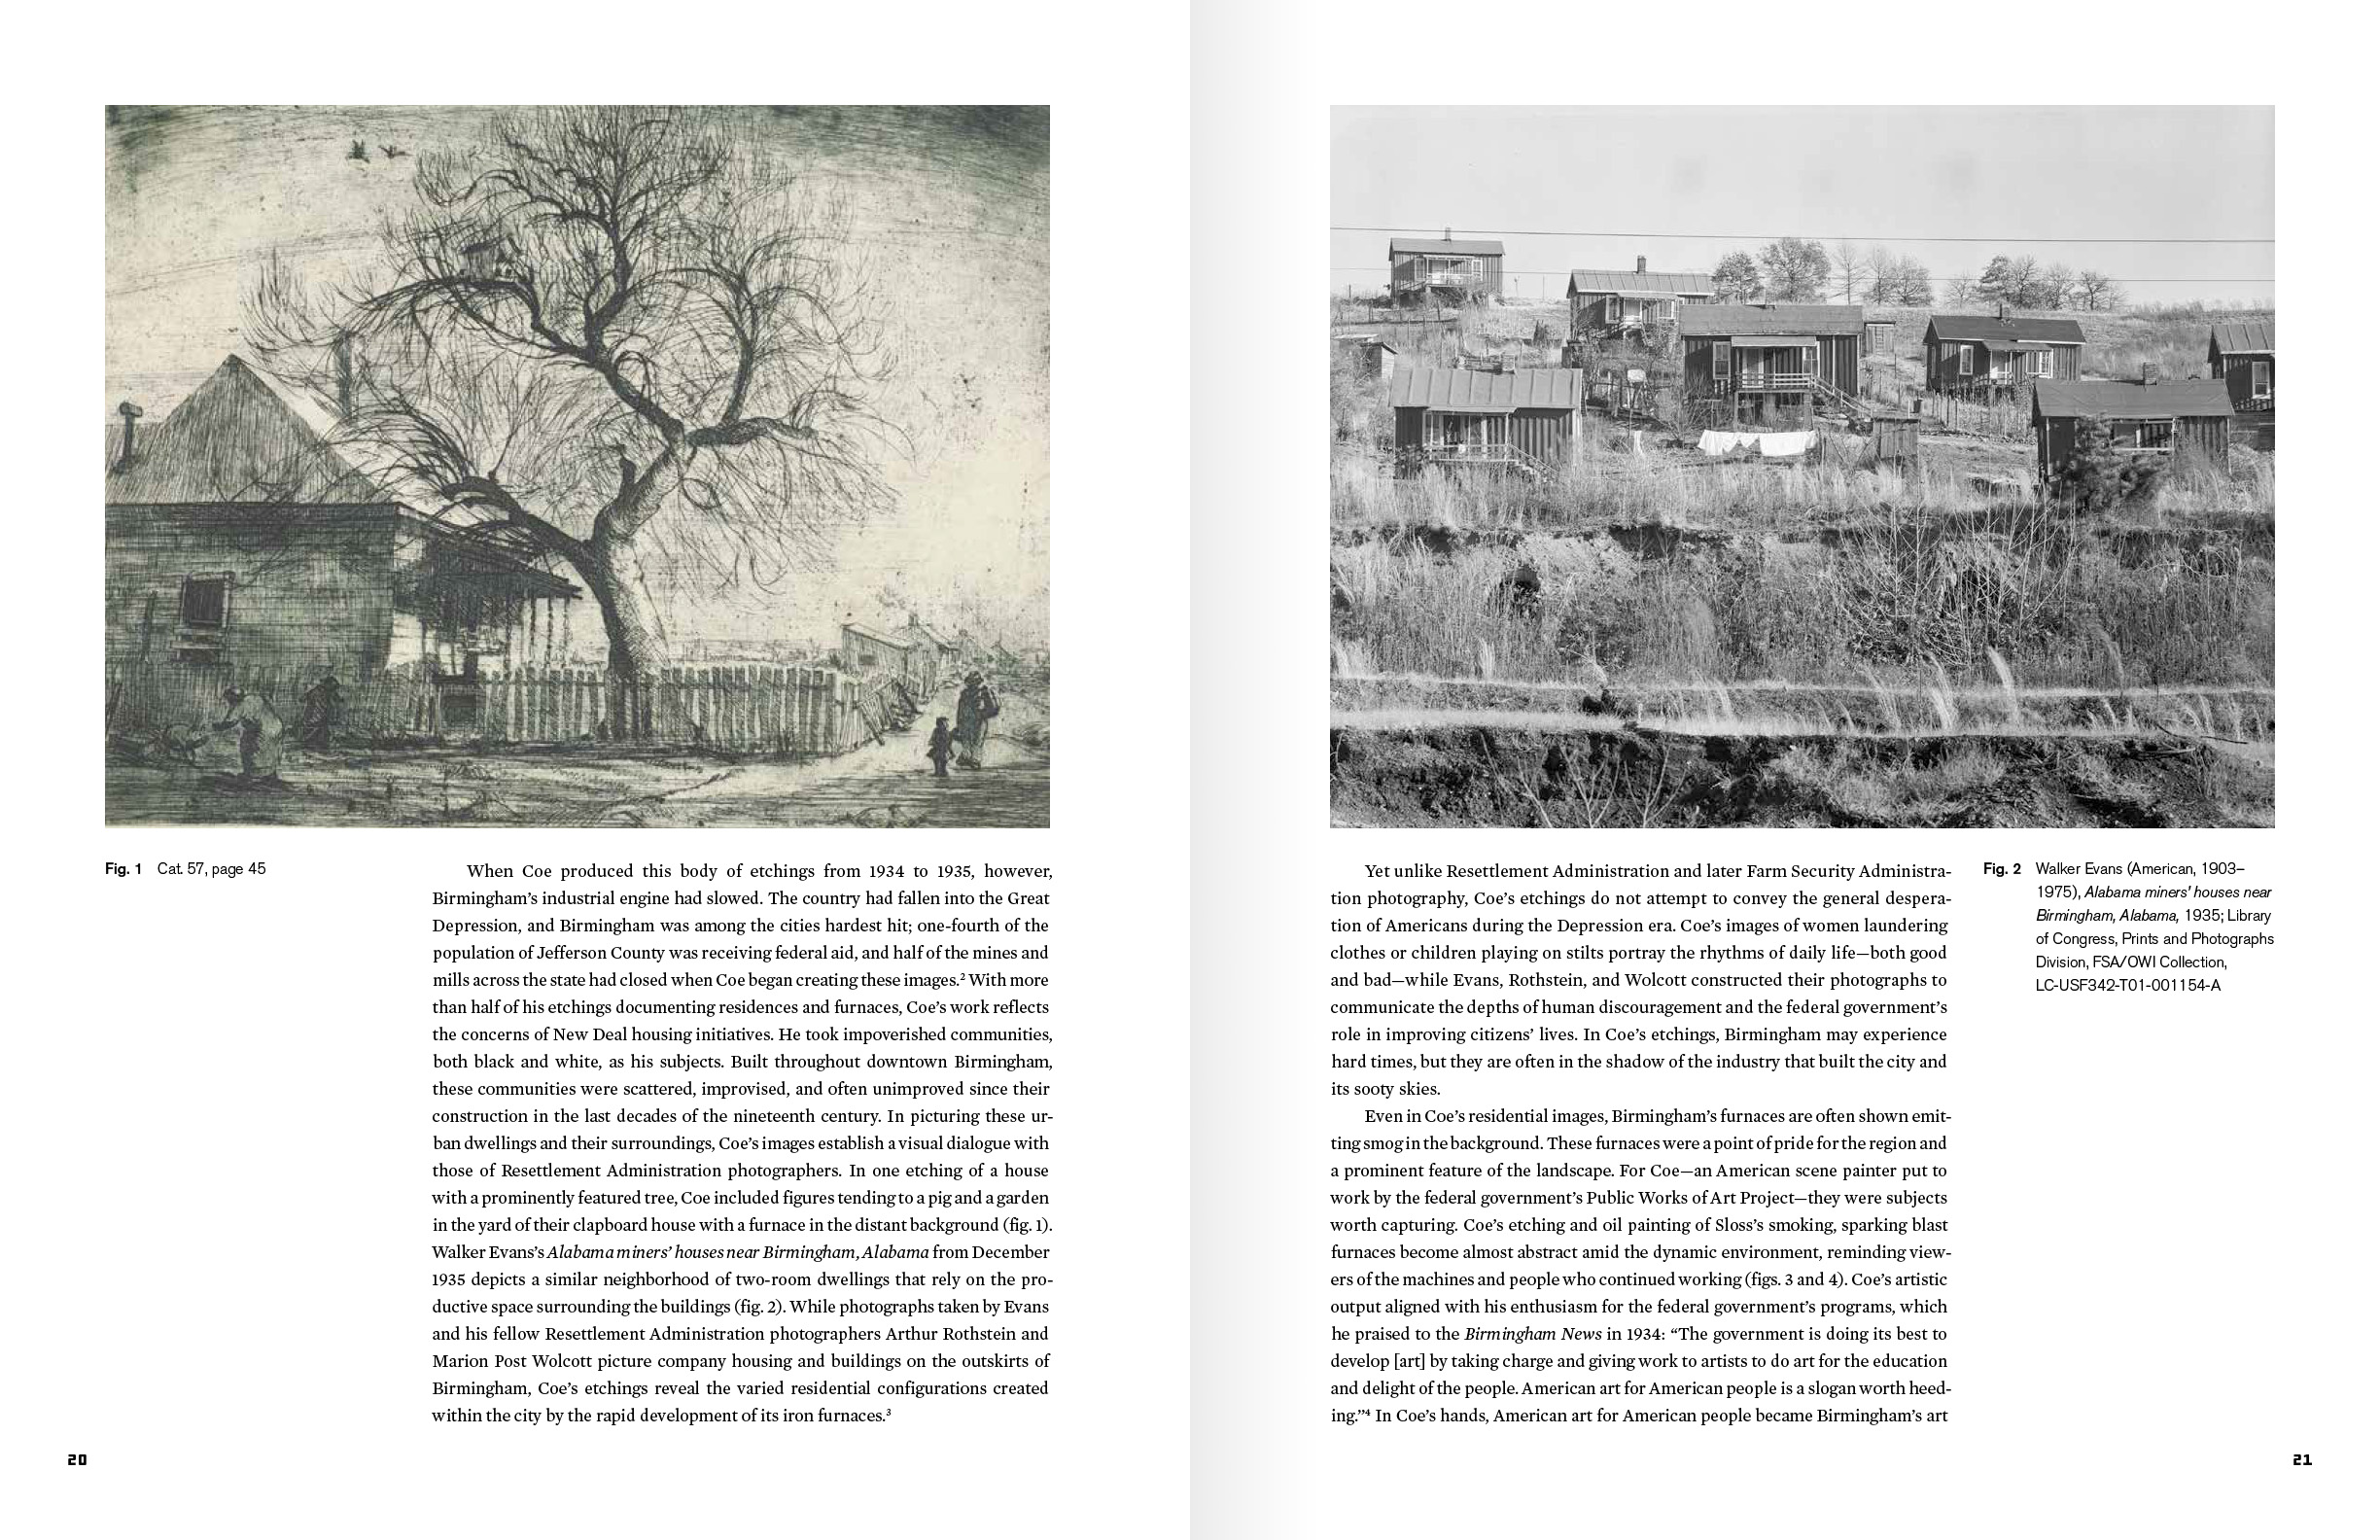 Fig. 1 Cat. 57, page 45
When Coe produced this body of etchings from 1934 to 1935, however,
Birmingham’s industrial engine had slowed. The country had fallen into the Great
Depression, and Birmingham was among the cities hardest hit; one-fourth of the
population of Jefferson County was receiving federal aid, and half of the mines and
mills across the state had closed when Coe began creating these images.² With more
than half of his etchings documenting residences and furnaces, Coe’s work reflects
the concerns of New Deal housing initiatives. He took impoverished communities,
both black and white, as his subjects. Built throughout downtown Birmingham,
these communities were scattered, improvised, and often unimproved since their
construction in the last decades of the nineteenth century. In picturing these ur-
ban dwellings and their surroundings, Coe’s images establish a visual dialogue with
those of Resettlement Administration photographers. In one etching of a house
with a prominently featured tree, Coe included figures tending to a pig and a garden
in the yard of their clapboard house with a furnace in the distant background (fig. 1).
Walker Evans’s Alabama miners’ houses near Birmingham, Alabama from December
1935 depicts a similar neighborhood of two-room dwellings that rely on the pro-
ductive space surrounding the buildings (fig. 2). While photographs taken by Evans
and his fellow Resettlement Administration photographers Arthur Rothstein and
Marion Post Wolcott picture company housing and buildings on the outskirts of
Birmingham, Coe’s etchings reveal the varied residential configurations created
within the city by the rapid development of its iron furnaces.³
20
Yet unlike Resettlement Administration and later Farm Security Administra-
tion photography, Coe’s etchings do not attempt to convey the general despera-
tion of Americans during the Depression era. Coe’s images of women laundering
clothes or children playing on stilts portray the rhythms of daily life—both good
and bad—while Evans, Rothstein, and Wolcott constructed their photographs to
communicate the depths of human discouragement and the federal government’s
role in improving citizens’ lives. In Coe’s etchings, Birmingham may experience
hard times, but they are often in the shadow of the industry that built the city and
its sooty skies.
Even in Coe’s residential images, Birmingham’s furnaces are often shown emit-
ting smog in the background. These furnaces were a point of pride for the region and
a prominent feature of the landscape. For Coe—an American scene painter put to
work by the federal government’s Public Works of Art Project—they were subjects
worth capturing. Coe’s etching and oil painting of Sloss’s smoking, sparking blast
furnaces become almost abstract amid the dynamic environment, reminding view-
ers of the machines and people who continued working (figs. 3 and 4). Coe’s artistic
output aligned with his enthusiasm for the federal government’s programs, which
he praised to the Birmingham News in 1934: “The government is doing its best to
develop [art] by taking charge and giving work to artists to do art for the education
and delight of the people. American art for American people is a slogan worth heed-
ing.”⁴ In Coe’s hands, American art for American people became Birmingham’s art
Fig. 2 Walker Evans (American, 1903–
1975), Alabama miners’ houses near
Birmingham, Alabama, 1935; Library
of Congress, Prints and Photographs
Division, FSA/OWI Collection,
LC-USF342-T01-001154-A
21